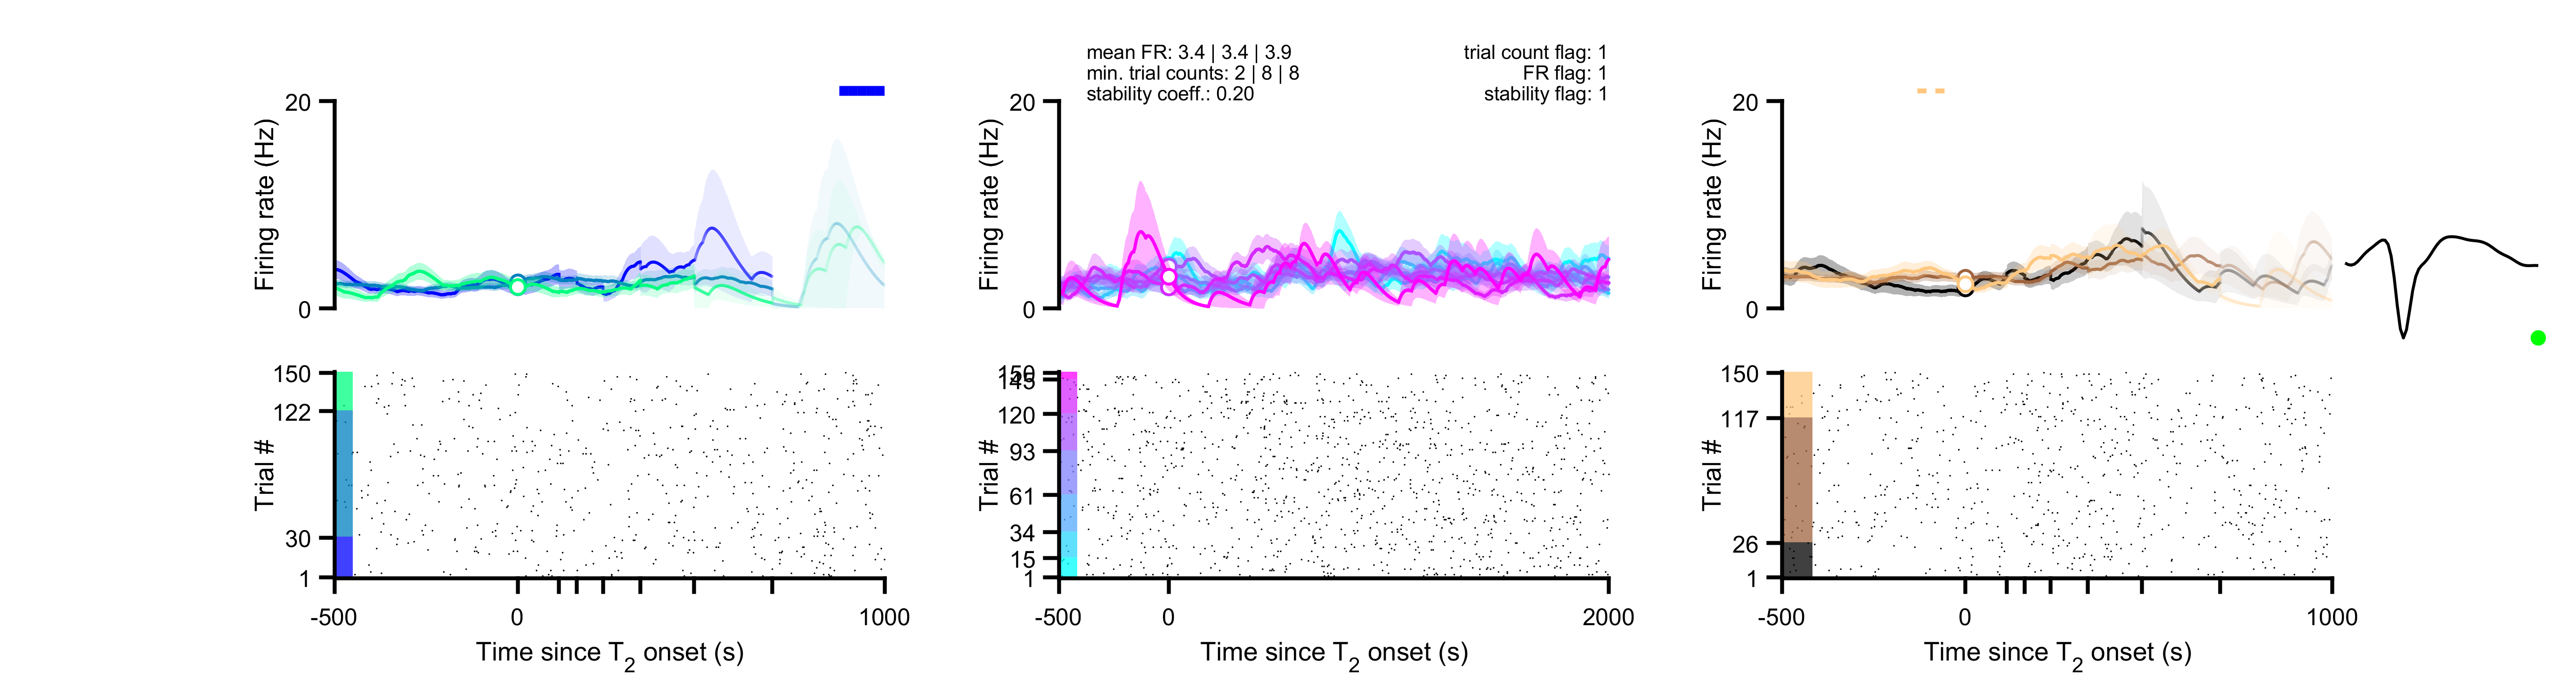 mean FR: 3.4 | 3.4 | 3.9
min. trial counts: 2 | 8 | 8
stability coeff.: 0.20
trial count flag: 1
FR flag: 1
stability flag: 1
20
0
Firing rate (Hz)
150
122
30
1
Trial #
-500
0
1000
Time since T2 onset (s)
20
0
Firing rate (Hz)
150
145
120
93
61
34
15
1
Trial #
-500
0
2000
Time since T2 onset (s)
20
0
Firing rate (Hz)
150
117
26
1
Trial #
-500
0
1000
Time since T2 onset (s)